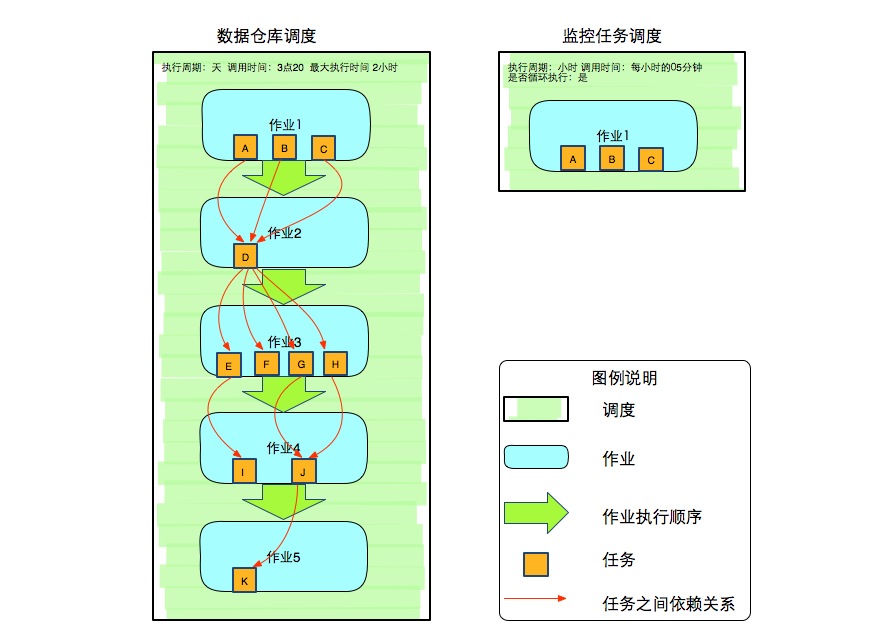 数据仓库调度
执行周期：天 调用时间：3点20 最大执行时间 2小时
作业1
A
B
C
作业2
D
作业3
E
F
G
H
作业4
I
J
作业5
K
监控任务调度
执行周期：小时 调用时间：每小时的05分钟
是否循环执行：是
作业1
A
B
C
图例说明
调度
作业
作业执行顺序
任务
任务之间依赖关系